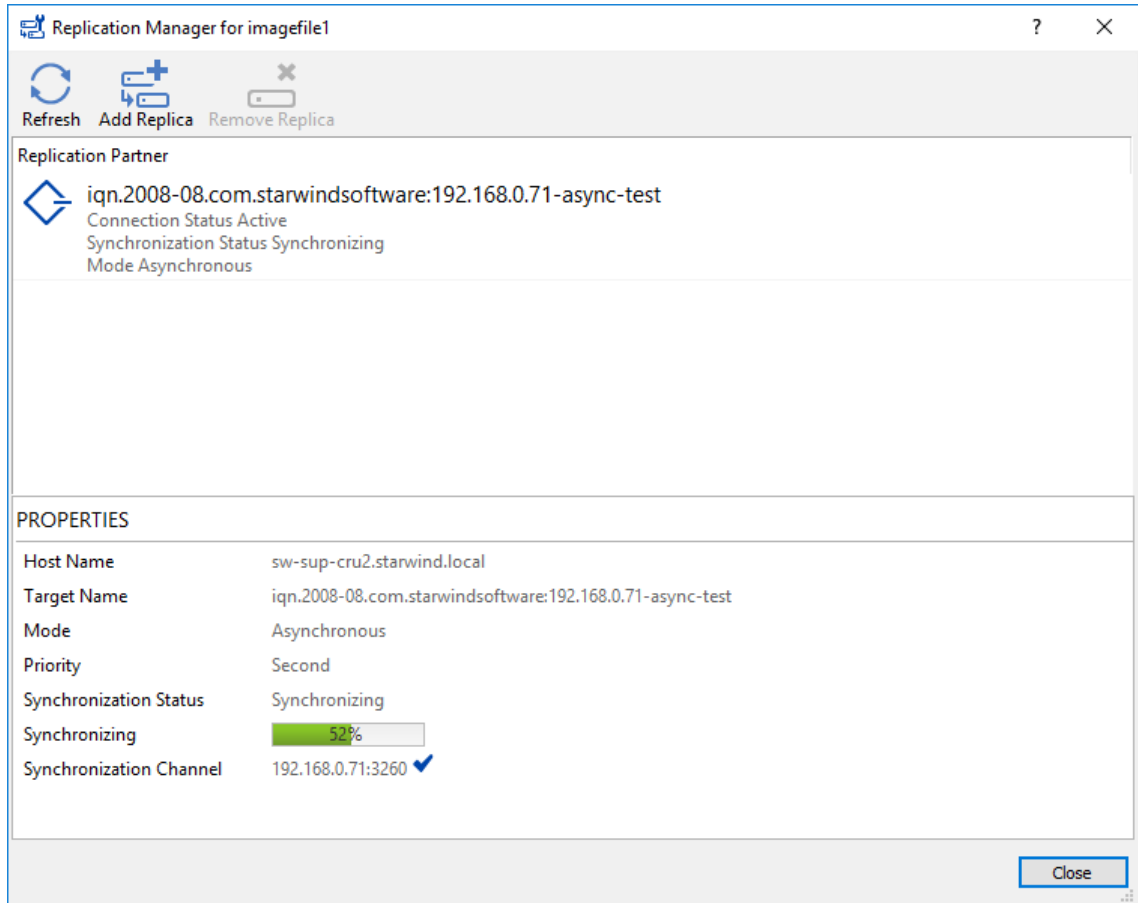 Replication Manager for imagefile1
?
Refresh Add Replica Remove Replica
Replication Partner
iqn.2008-08.com.starwindsoftware:192.168.0.71-async-test
Connection Status Active
Synchronization Status Synchronizing
Mode Asynchronous
PROPERTIES
Host Name sw-sup-cru2.starwind.local
Target Name iqn.2008-08.com.starwindsoftware:192.168.0.71-async-test
Mode Asynchronous
Priority Second
Synchronization Status Synchronizing
Synchronizing 52%
Synchronization Channel 192.168.0.71:3260
Close